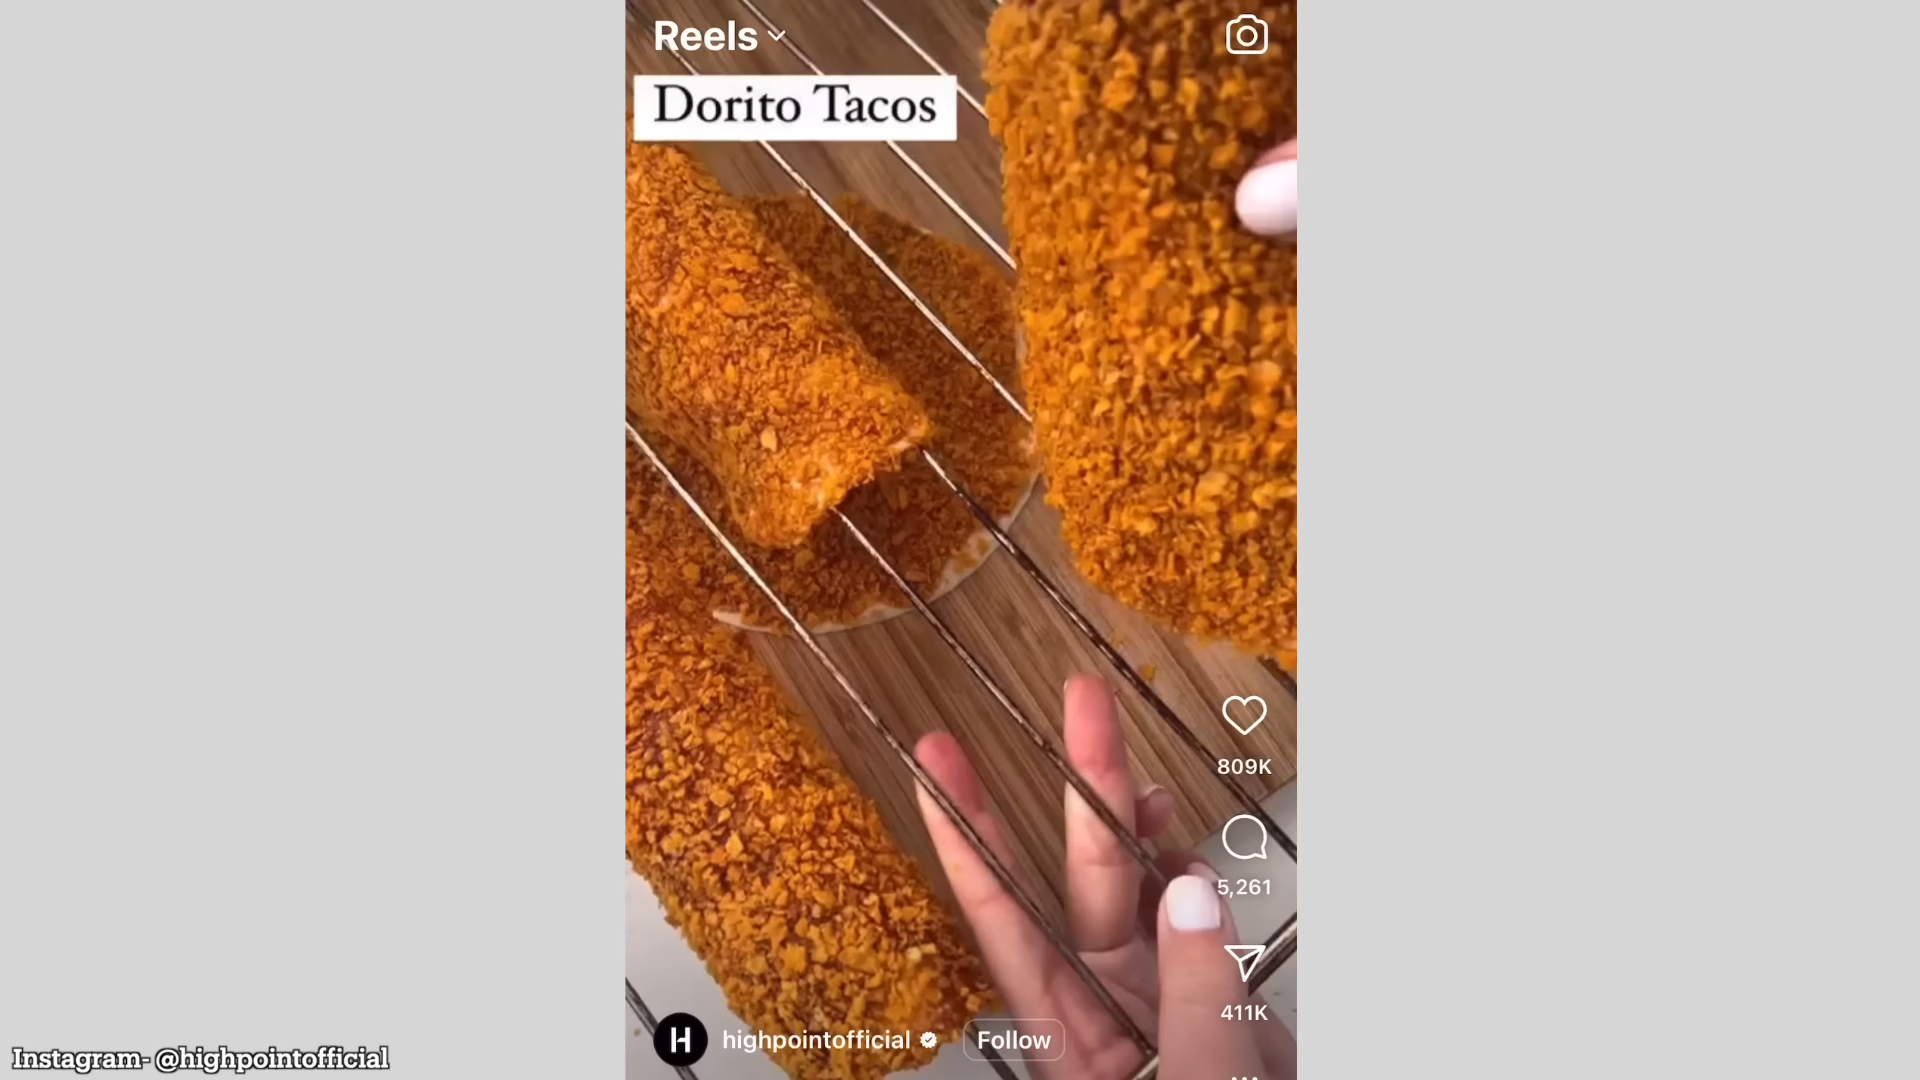 Reels
Dorito Tacos
809K
5,261
411K
H highpointofficial Follow
Instagram- @highpointofficial